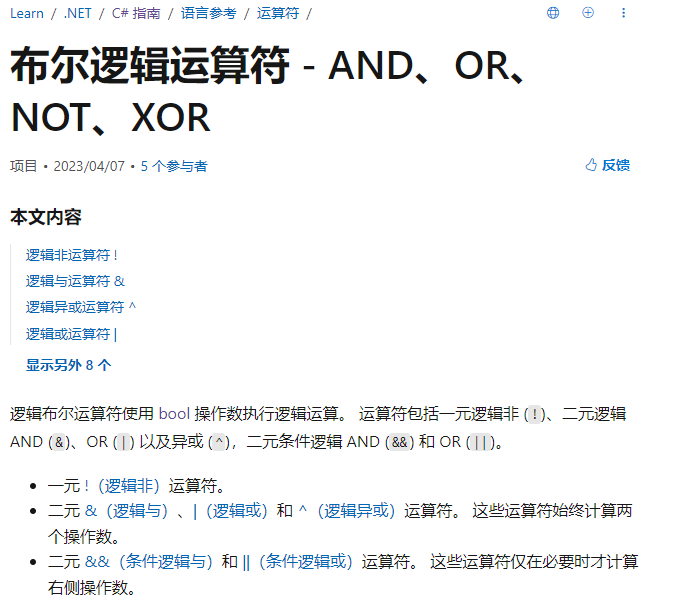 Learn / .NET / C# 指南 / 语言参考 / 运算符 /
布尔逻辑运算符 - AND、OR、
NOT、XOR
项目 • 2023/04/07 • 5 个参与者
反馈
本文内容
逻辑非运算符 !
逻辑与运算符 &
逻辑异或运算符 ^
逻辑或运算符 |
显示另外 8 个
逻辑布尔运算符使用 bool 操作数执行逻辑运算。 运算符包括一元逻辑非 (!)、二元逻辑
AND (&)、OR (|) 以及异或 (^)，二元条件逻辑 AND (&&) 和 OR (||)。
• 一元 !（逻辑非）运算符。
• 二元 &（逻辑与）、|（逻辑或）和 ^（逻辑异或）运算符。 这些运算符始终计算两
个操作数。
• 二元 &&（条件逻辑与）和 ||（条件逻辑或）运算符。 这些运算符仅在必要时才计算
右侧操作数。